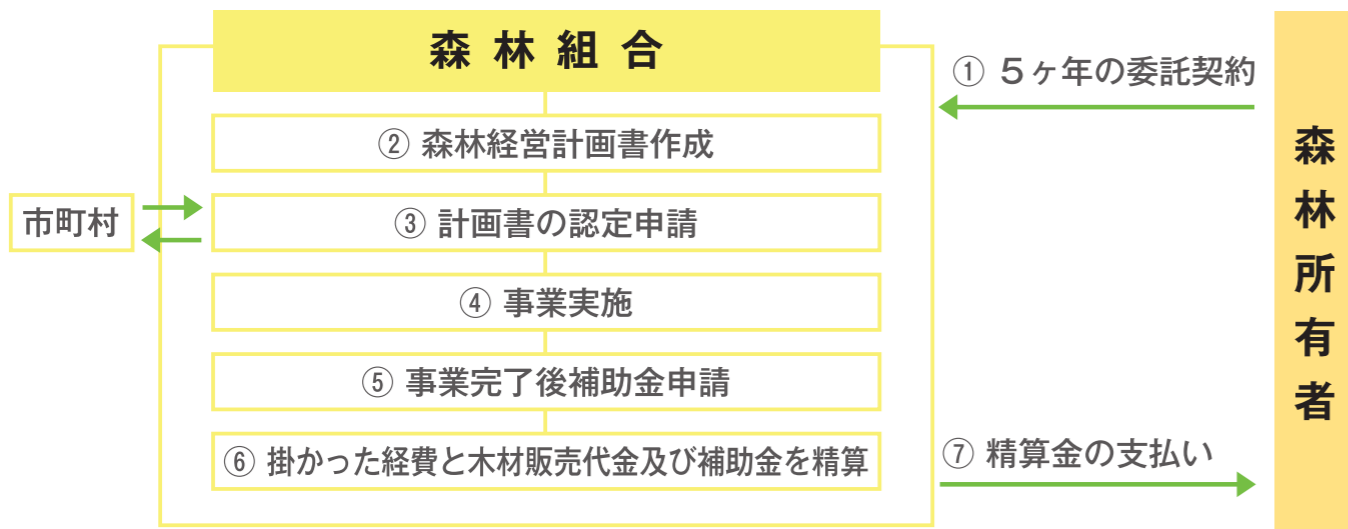 森林組合
① 5ヶ年の委託契約
② 森林経営計画書作成
市町村
③ 計画書の認定申請
④ 事業実施
⑤ 事業完了後補助金申請
⑥ 掛かった経費と木材販売代金及び補助金を精算
⑦ 精算金の支払い
森林所有者